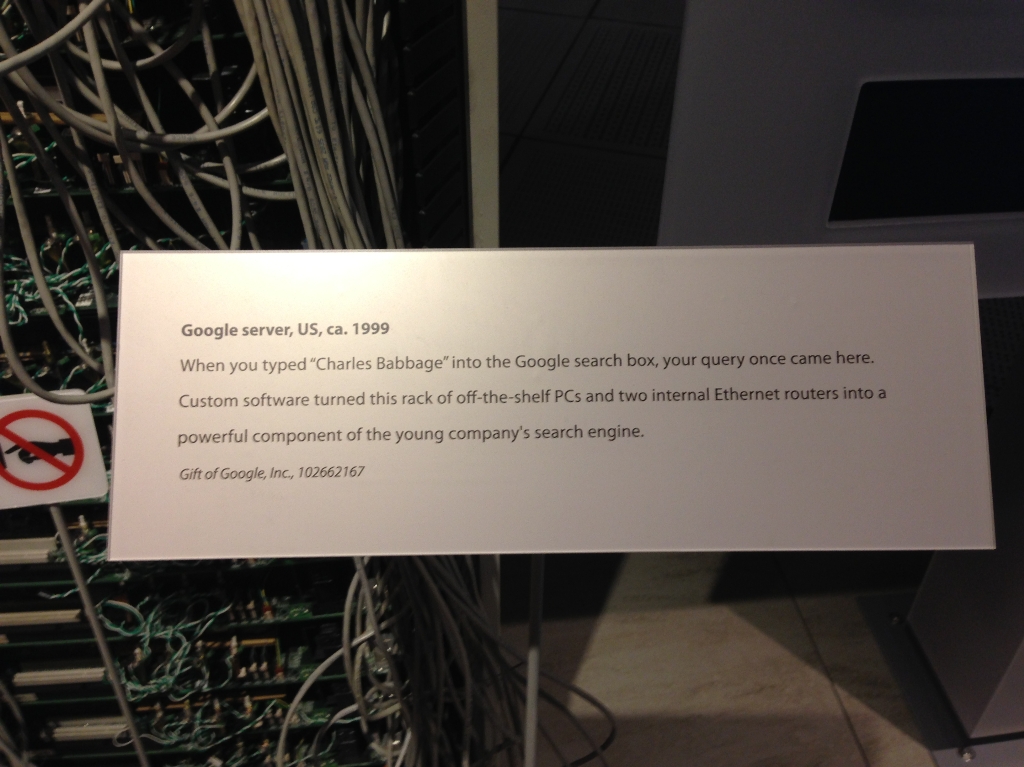 Google server, US, ca. 1999
When you typed “Charles Babbage” into the Google search box, your query once came here.
Custom software turned this rack of off-the-shelf PCs and two internal Ethernet routers into a
powerful component of the young company's search engine.
Gift of Google, Inc., 102662167